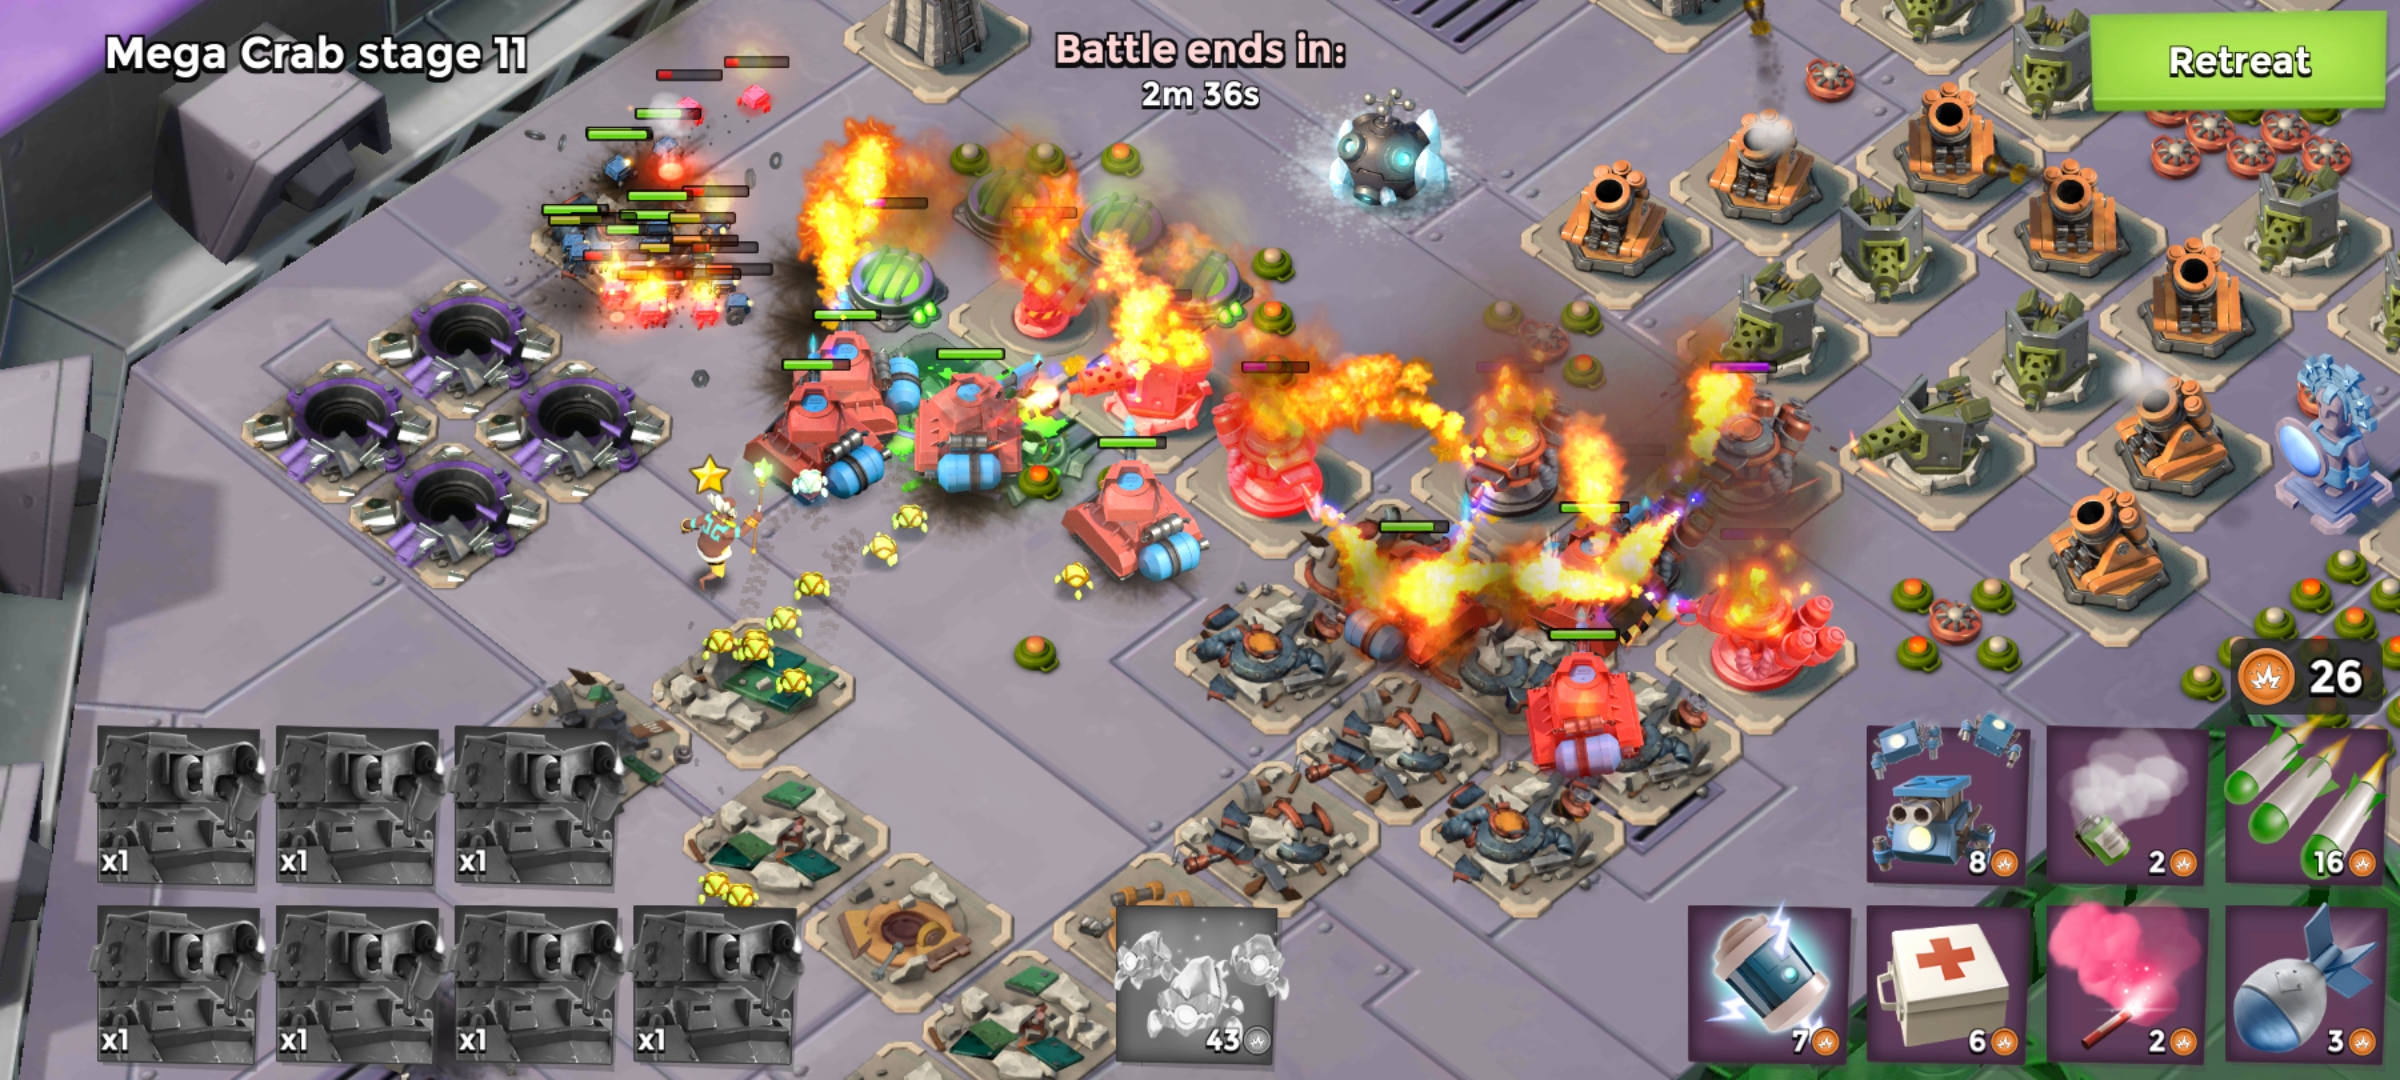 Mega Crab stage 11
Battle ends in:
2m 36s
Retreat
26
x1
x1
x1
8
2
16
x1
x1
x1
x1
43
7
6
2
3